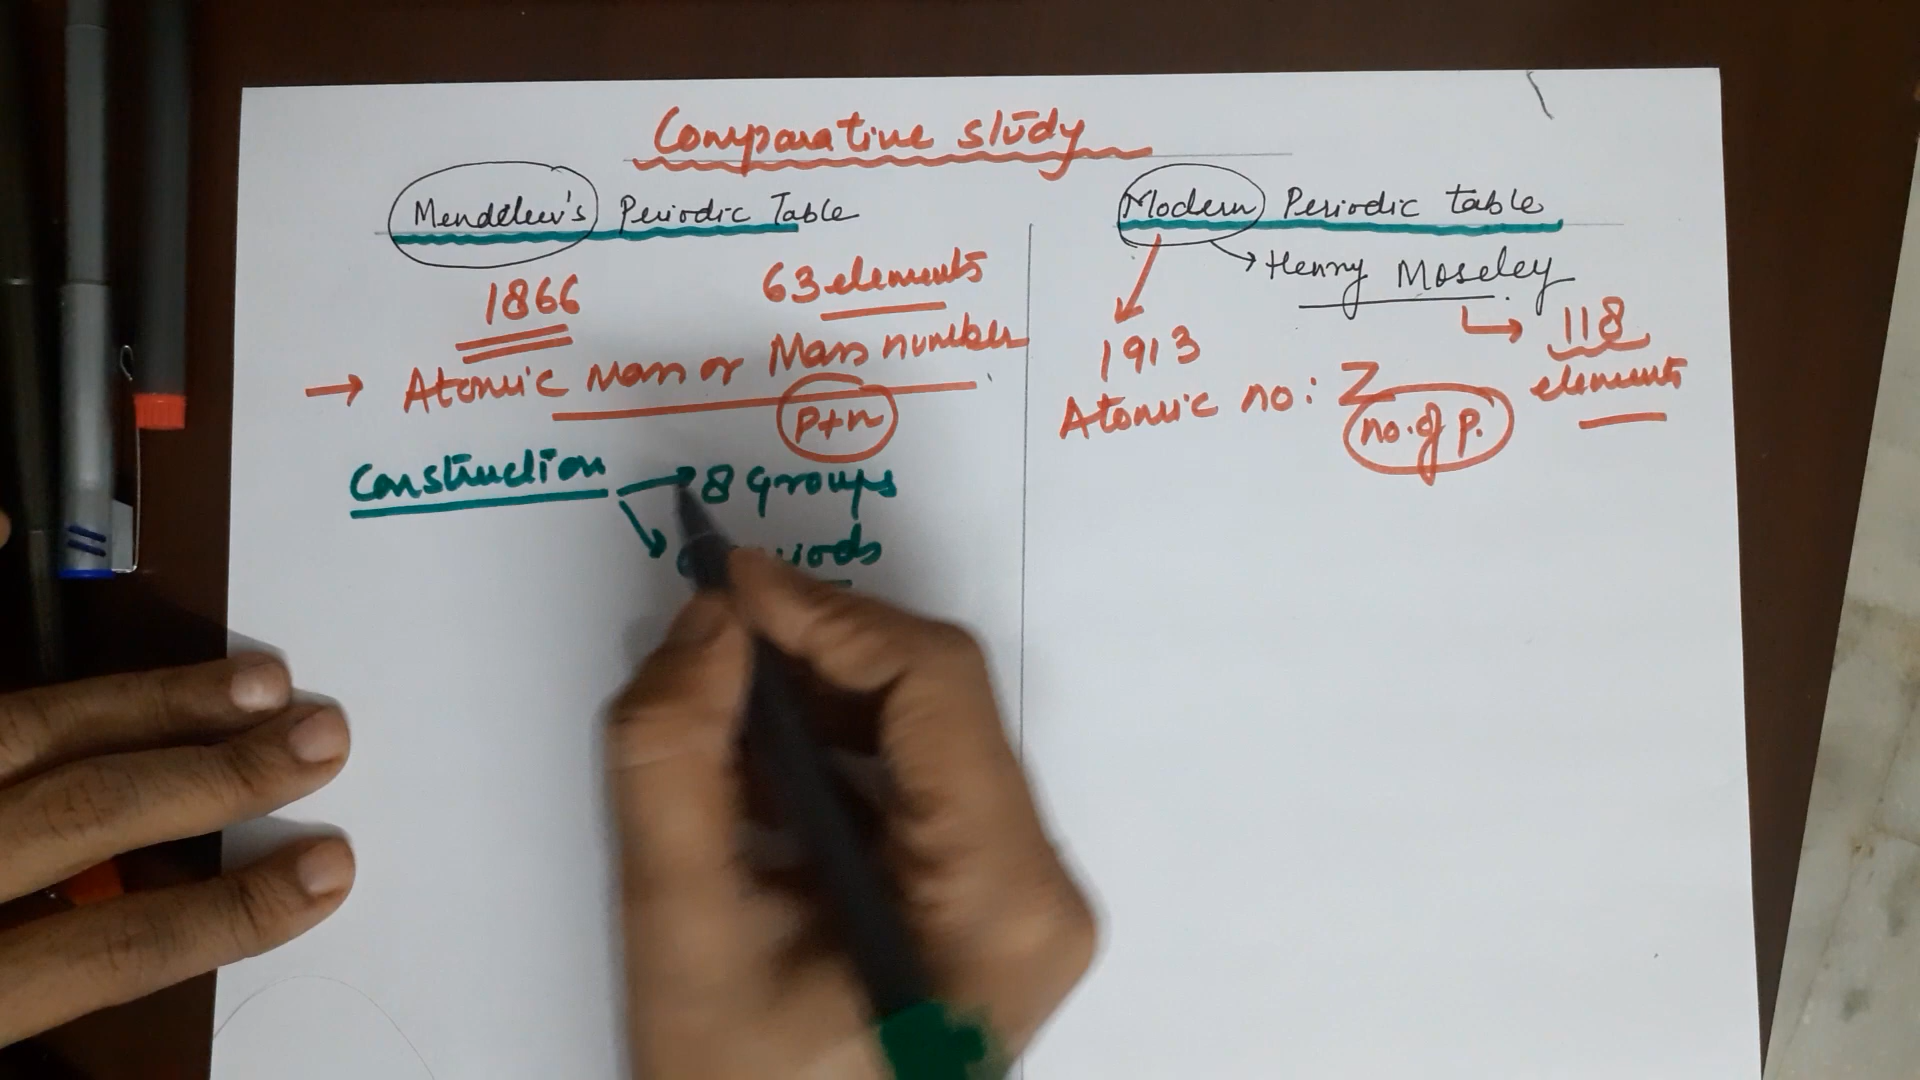 Comparative study
Mendeleev's Periodic Table
1866
63 elements
→ Atomic Mass or Mass number
p+n
Construction → 8 Groups
Modern Periodic table
→ Henry Moseley
1913
↳ 118
elements
Atomic no: Z
no. of p.